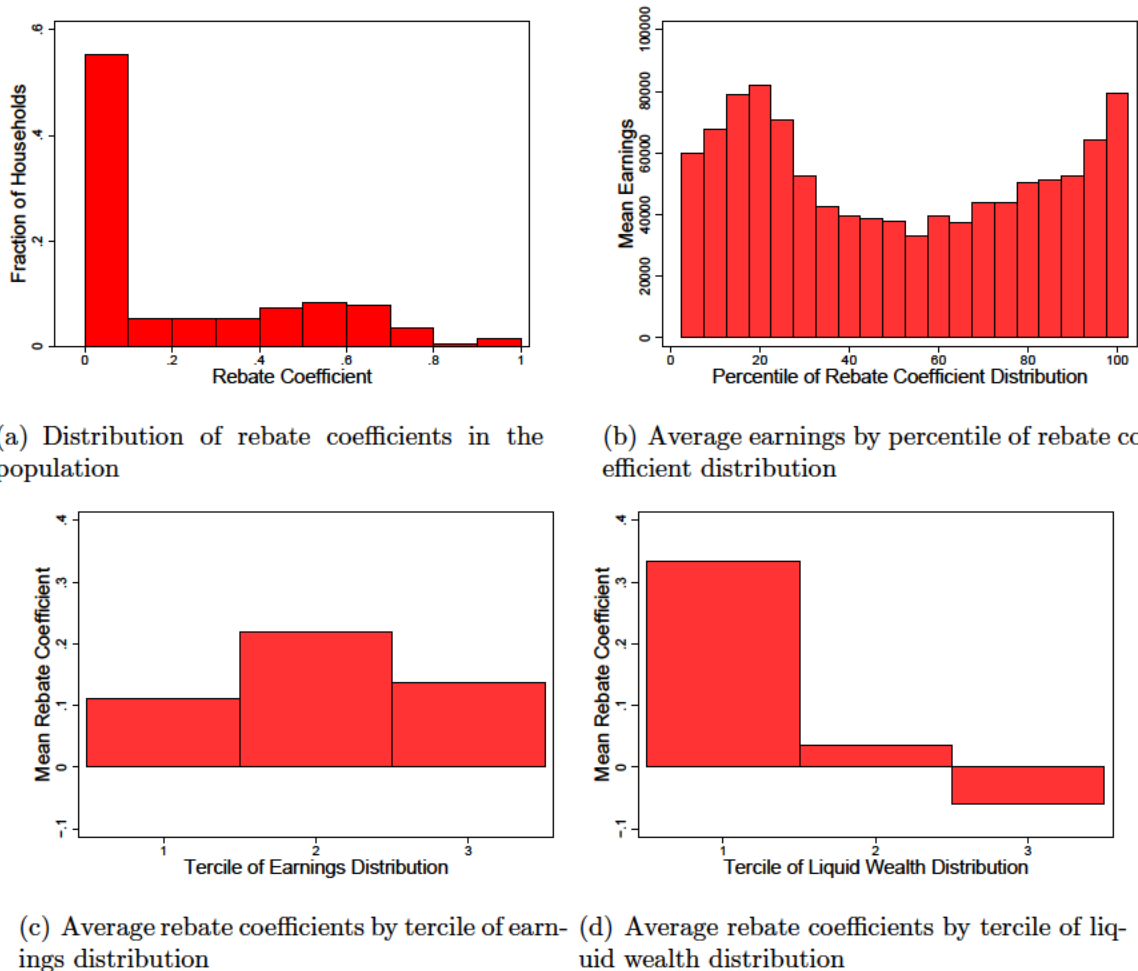 .6
.4
.2
0
Fraction of Households
0 .2 .4 .6 .8 1
Rebate Coefficient
100000
80000
60000
40000
20000
0
Mean Earnings
0 20 40 60 80 100
Percentile of Rebate Coefficient Distribution
(a) Distribution of rebate coefficients in the
population
(b) Average earnings by percentile of rebate co
efficient distribution
.4
.3
.2
.1
0
-.1
Mean Rebate Coefficient
1 2 3
Tercile of Earnings Distribution
.4
.3
.2
.1
0
-.1
Mean Rebate Coefficient
1 2 3
Tercile of Liquid Wealth Distribution
(c) Average rebate coefficients by tercile of earn-
ings distribution
(d) Average rebate coefficients by tercile of liq-
uid wealth distribution